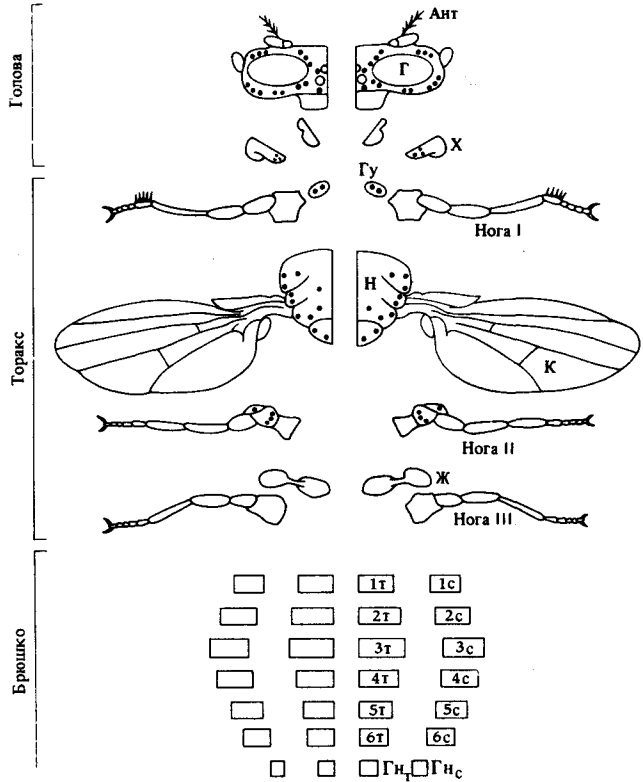 Голова
Ант
Г
Х
Гу
Торакс
Нога I
Н
К
Нога II
Ж
Нога III
Брюшко
1т 1с
2т 2с
3т 3с
4т 4с
5т 5с
6т 6с
Гнт Гнс